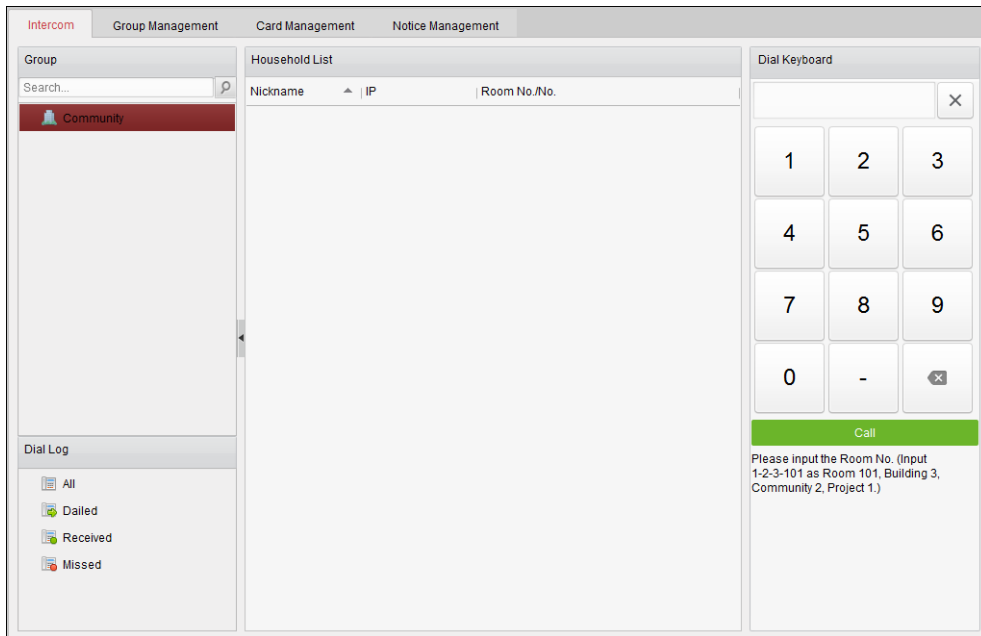 Intercom Group Management Card Management Notice Management
Group
Search...
Community
Dial Log
All
Dailed
Received
Missed
Household List
Nickname IP Room No./No.
Dial Keyboard
1 2 3
4 5 6
7 8 9
0 -
Call
Please input the Room No. (Input
1-2-3-101 as Room 101, Building 3,
Community 2, Project 1.)